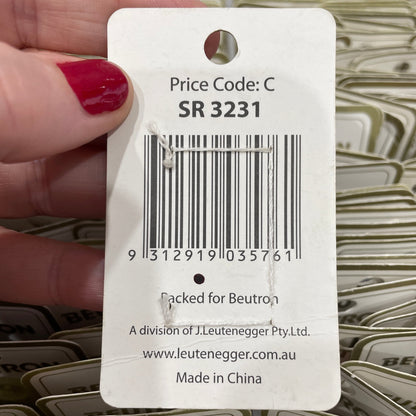 Price Code: C
SR 3231
9 312919 035761
Packed for Beutron
A division of J.Leutenegger Pty.Ltd.
www.leutenegger.com.au
Made in China